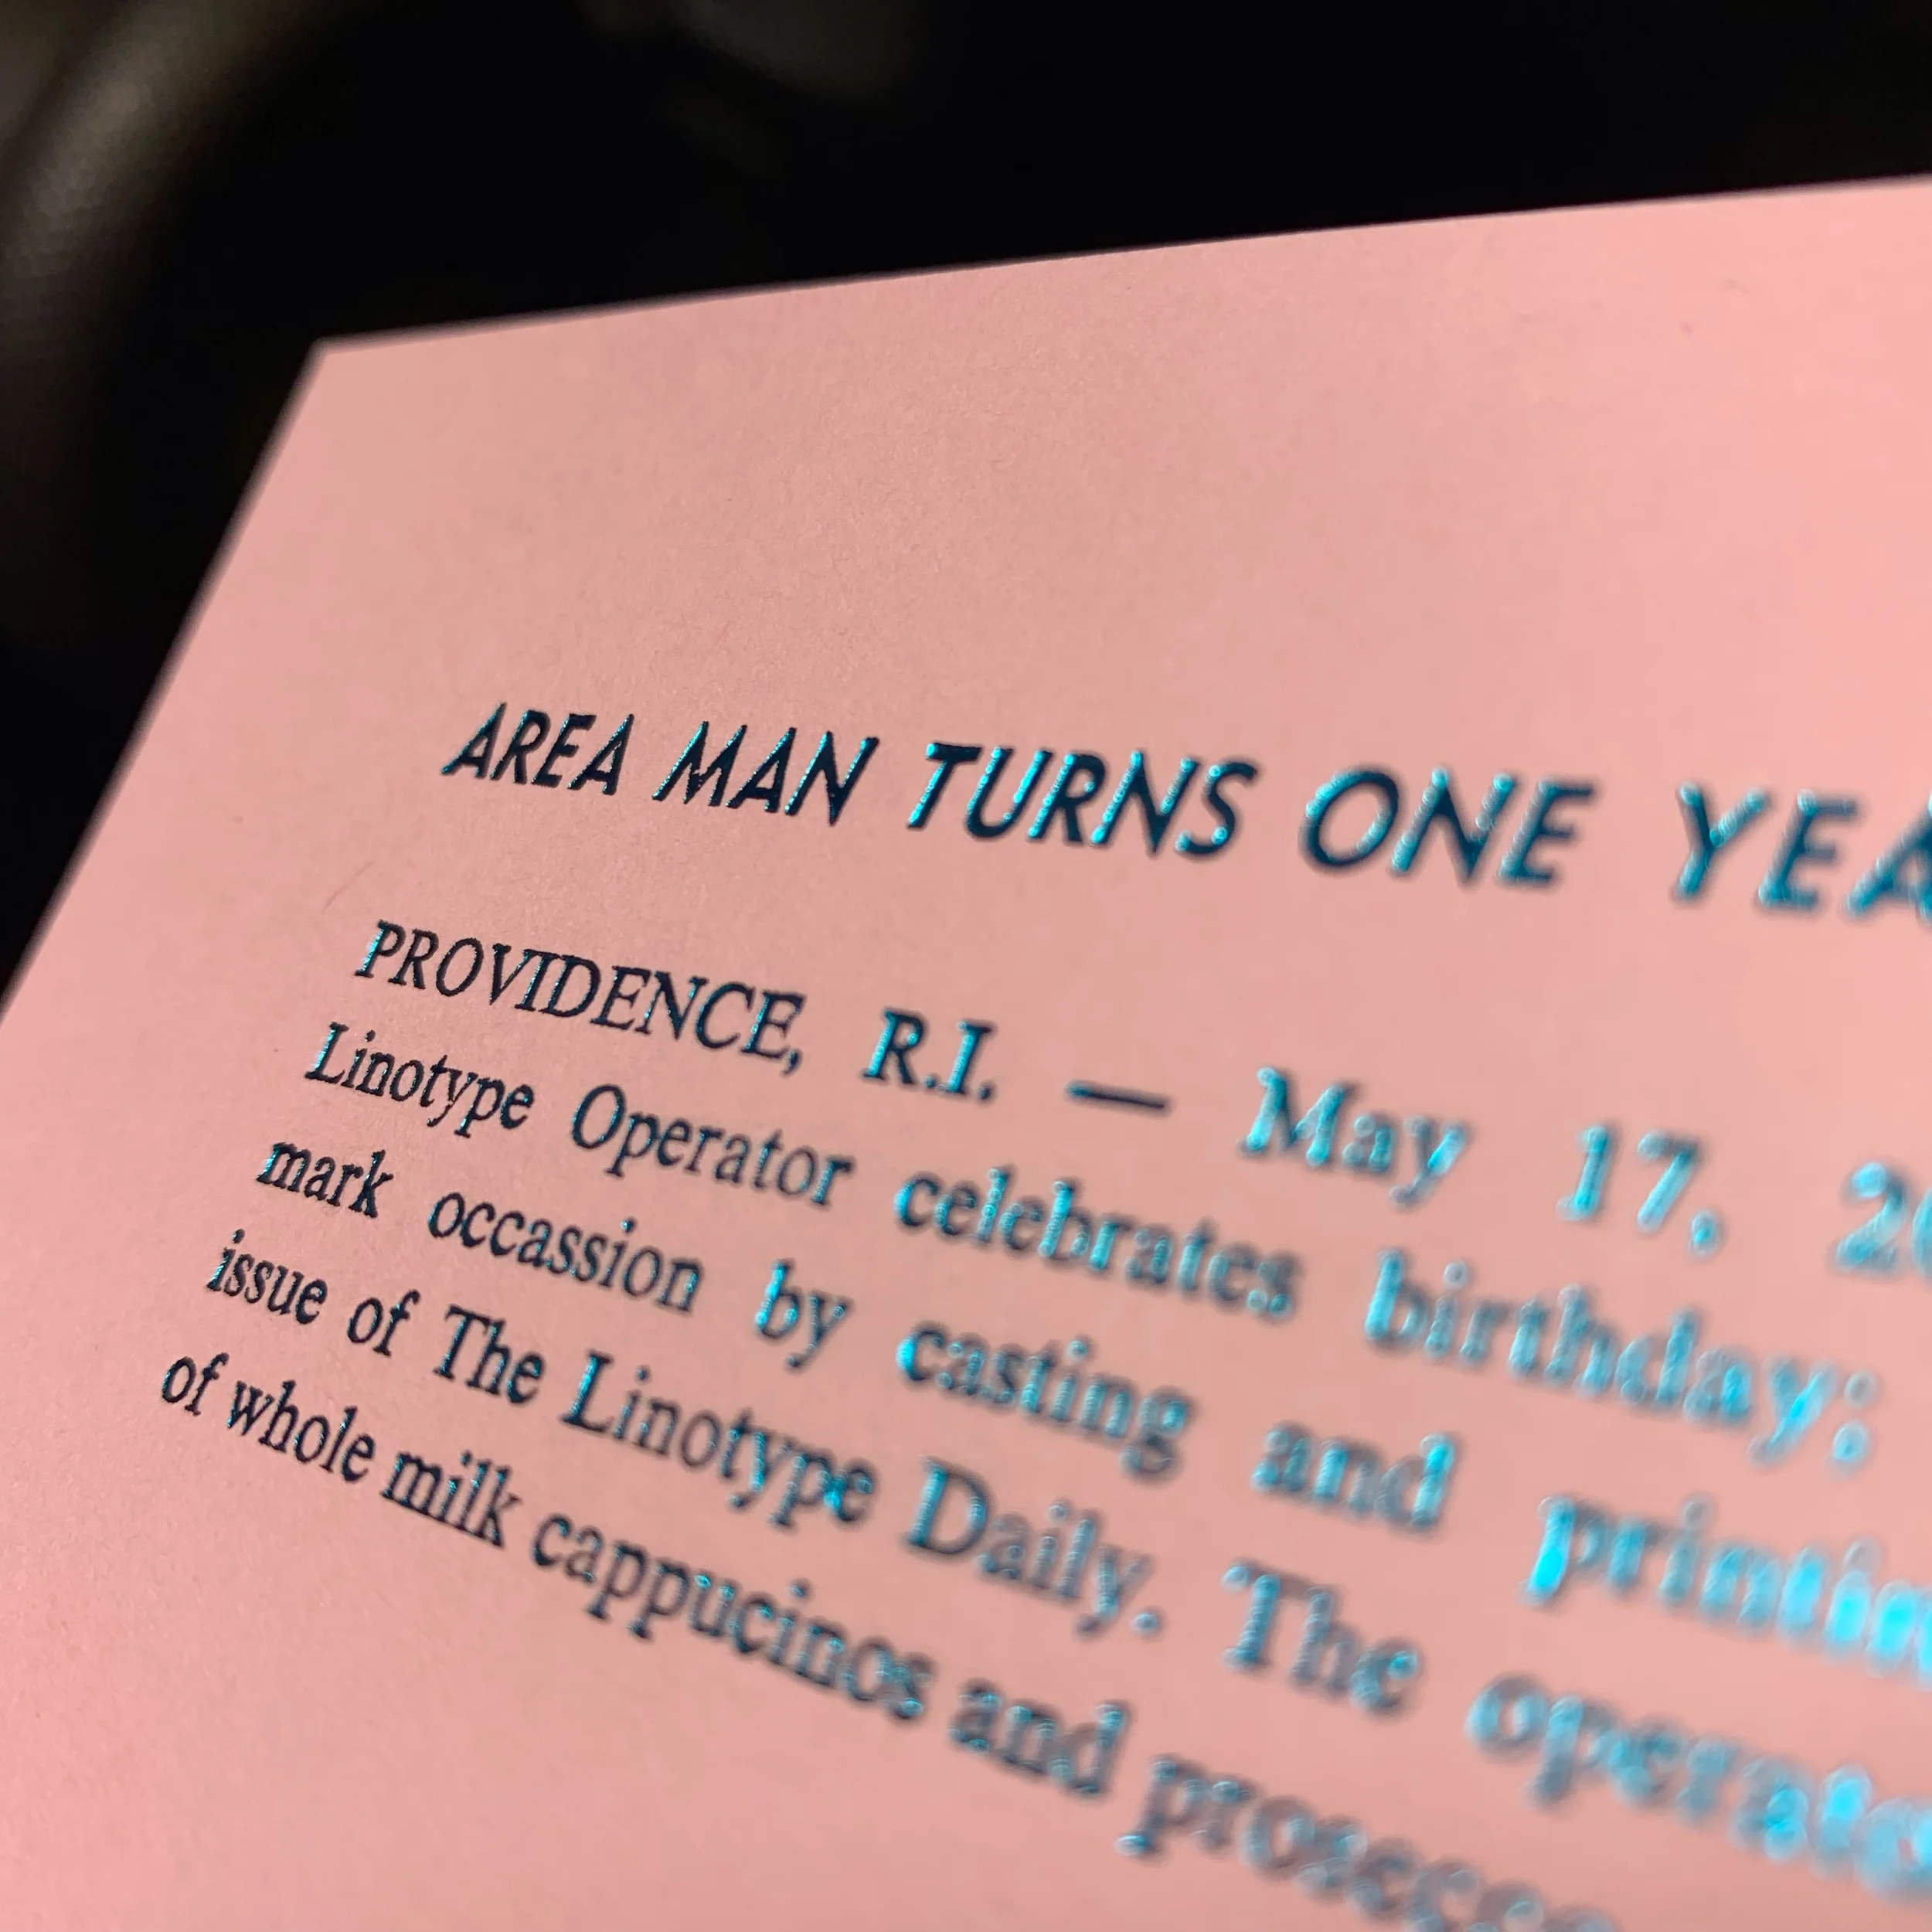 AREA MAN TURNS ONE
PROVIDENCE, R.I. — May 17,
Linotype Operator celebrates birthday;
mark occassion by casting and
issue of The Linotype Daily. The
of whole milk cappucinos and